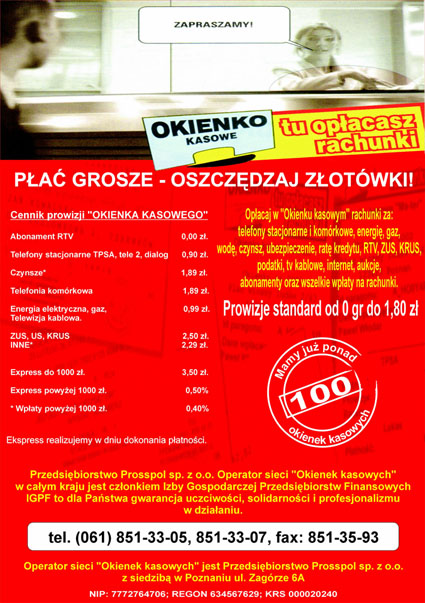 ZAPRASZAMY!
OKIENKO
KASOWE
tu opłacasz
rachunki
PŁAĆ GROSZE - OSZCZĘDZAJ ZŁOTÓWKI!
Cennik prowizji "OKIENKA KASOWEGO"
Abonament RTV 0,00 zł.
Telefony stacjonarne TPSA, tele 2, dialog 0,90 zł.
Czynsze* 1,89 zł.
Telefonia komórkowa 1,89 zł.
Energia elektryczna, gaz, 0,99 zł.
Telewizja kablowa.
ZUS, US, KRUS 2,50 zł.
INNE* 2,29 zł.
Express do 1000 zł. 3,50 zł.
Express powyżej 1000 zł. 0,50%
* Wpłaty powyżej 1000 zł. 0,40%
Ekspress realizujemy w dniu dokonania płatności.
Opłacaj w "Okienku kasowym" rachunki za:
telefony stacjonarne i komórkowe, energię, gaz,
wodę, czynsz, ubezpieczenie, ratę kredytu, RTV, ZUS, KRUS,
podatki, tv kablowe, internet, aukcje,
abonamenty oraz wszelkie wpłaty na rachunki.
Prowizje standard od 0 gr do 1,80 zł
Mamy już ponad
100
okienek kasowych
Przedsiębiorstwo Prosspol sp. z o.o. Operator sieci "Okienek kasowych"
w całym kraju jest członkiem Izby Gospodarczej Przedsiębiorstw Finansowych
IGPF to dla Państwa gwarancja uczciwości, solidarności i profesjonalizmu
w działaniu.
tel. (061) 851-33-05, 851-33-07, fax: 851-35-93
Operator sieci "Okienek kasowych" jest Przedsiębiorstwo Prosspol sp. z o.o.
z siedzibą w Poznaniu ul. Zagórze 6A
NIP: 7772764706; REGON 634567629; KRS 000020240